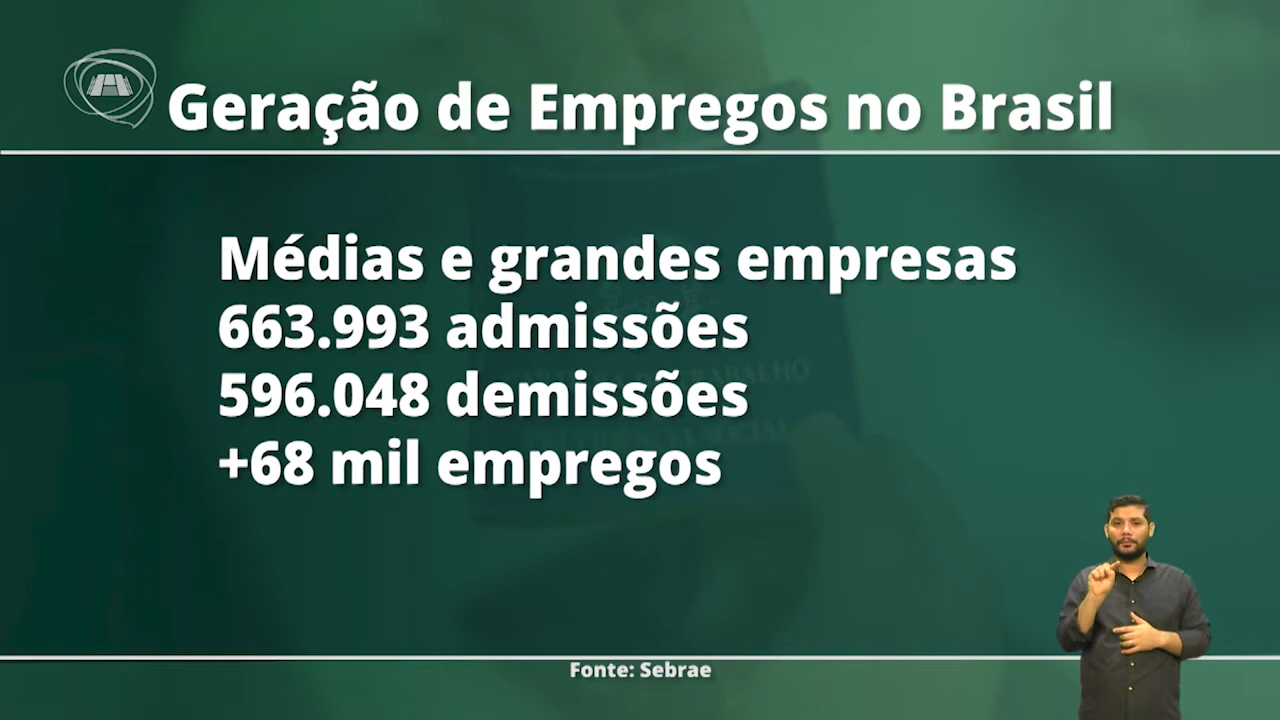 Geração de Empregos no Brasil
Médias e grandes empresas
663.993 admissões
596.048 demissões
+68 mil empregos
Fonte: Sebrae